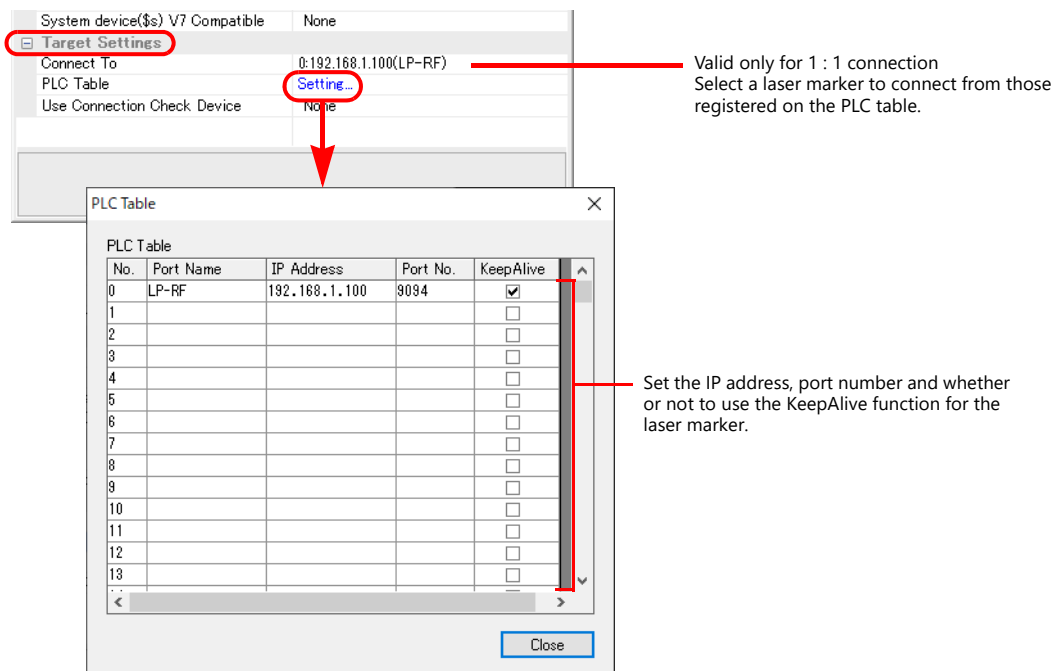 System device($s) V7 Compatible None
Target Settings
Connect To 0:192.168.1.100(LP-RF)
PLC Table Setting...
Use Connection Check Device None
Valid only for 1 : 1 connection
Select a laser marker to connect from those
registered on the PLC table.
PLC Table
PLC Table
No. Port Name IP Address Port No. KeepAlive
0 LP-RF 192.168.1.100 9094
1
2
3
4
5
6
7
8
9
10
11
12
13
Set the IP address, port number and whether
or not to use the KeepAlive function for the
laser marker.
Close